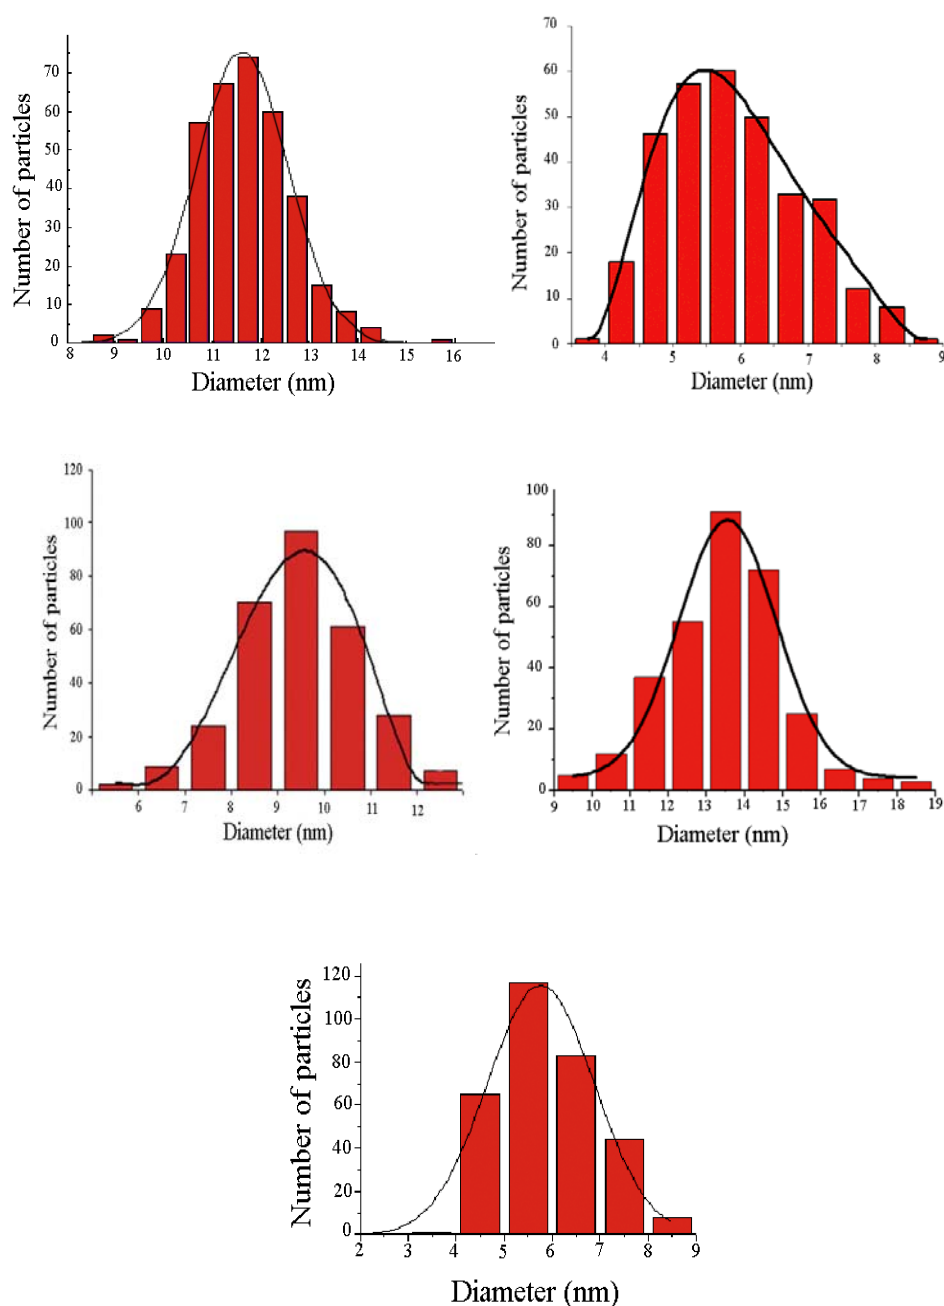 Number of particles
70
60
50
40
30
20
10
0
8 9 10 11 12 13 14 15 16
Diameter (nm)
Number of particles
70
60
50
40
30
20
10
0
4 5 6 7 8 9
Diameter (nm)
Number of particles
120
100
80
60
40
20
0
6 7 8 9 10 11 12
Diameter (nm)
Number of particles
100
80
60
40
20
0
9 10 11 12 13 14 15 16 17 18 19
Diameter (nm)
Number of particles
120
100
80
60
40
20
0
2 3 4 5 6 7 8 9
Diameter (nm)